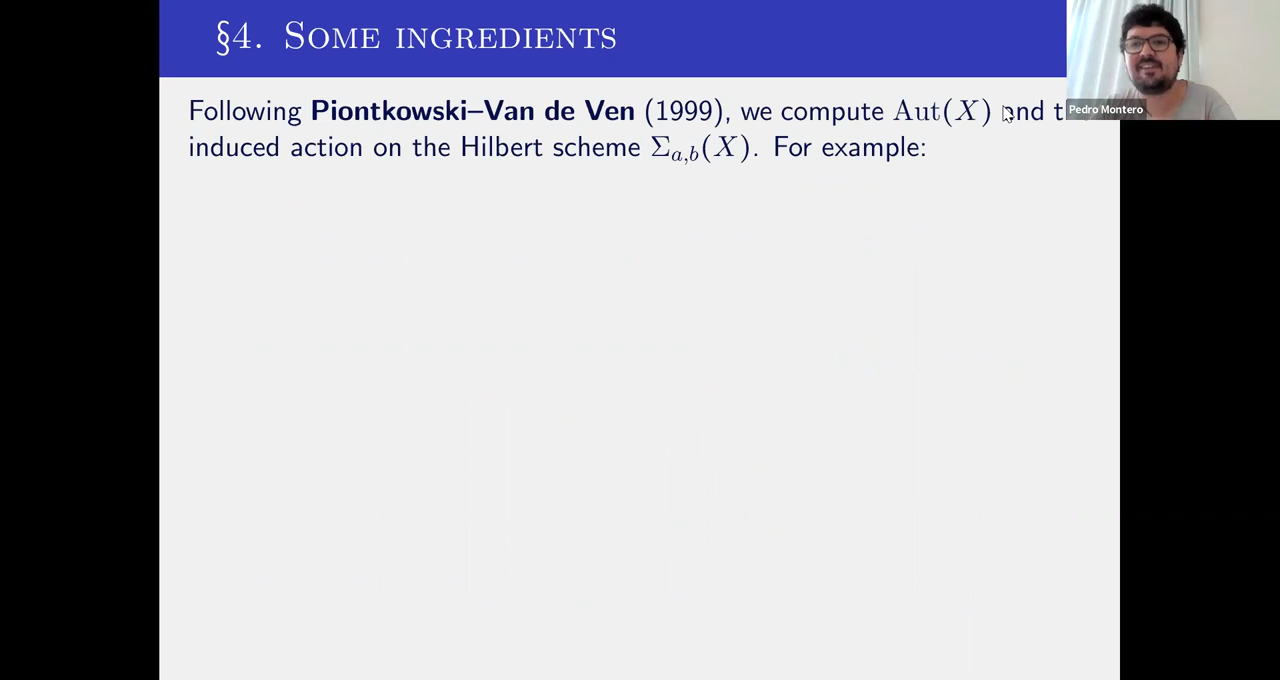 §4. SOME INGREDIENTS
Following Piontkowski–Van de Ven (1999), we compute Aut(X) and
induced action on the Hilbert scheme Σ_{a,b}(X). For example:
Pedro Montero